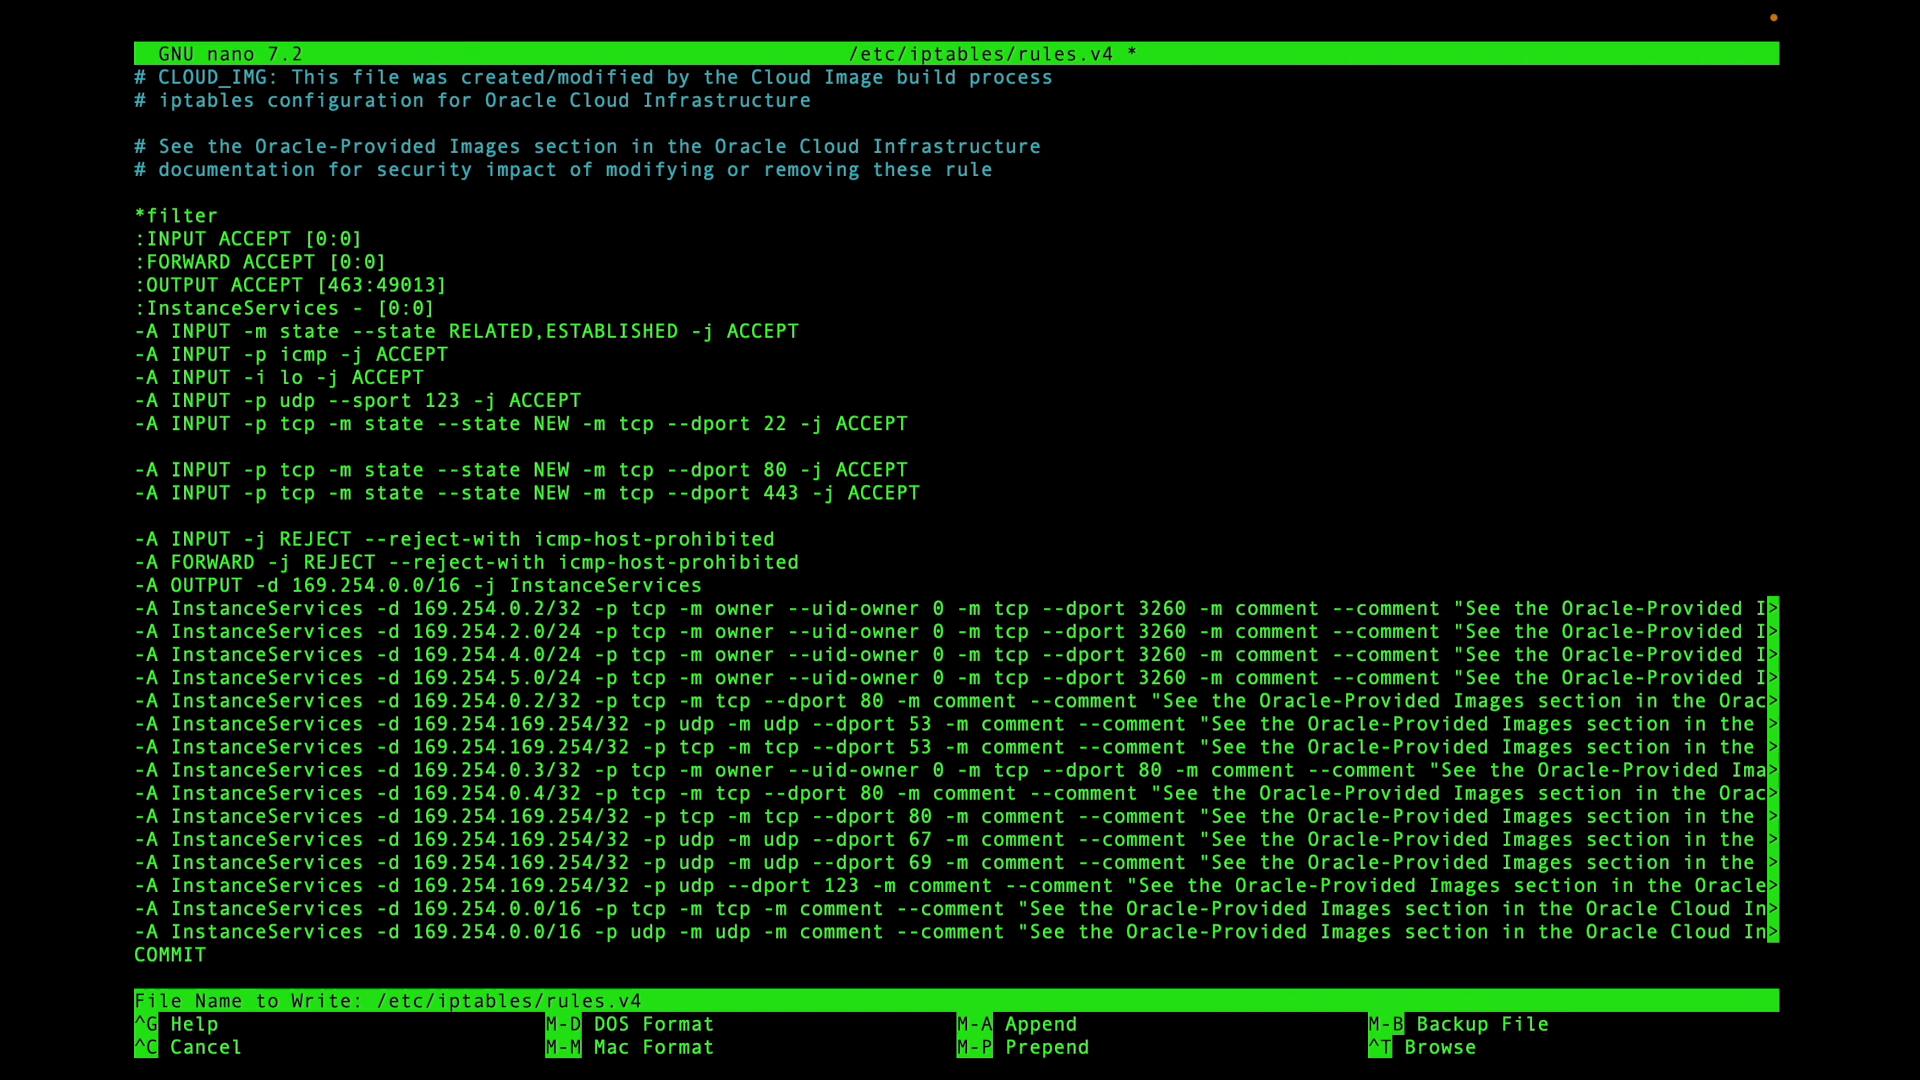 GNU nano 7.2 /etc/iptables/rules.v4 *
# CLOUD_IMG: This file was created/modified by the Cloud Image build process
# iptables configuration for Oracle Cloud Infrastructure
# See the Oracle-Provided Images section in the Oracle Cloud Infrastructure
# documentation for security impact of modifying or removing these rule
*filter
:INPUT ACCEPT [0:0]
:FORWARD ACCEPT [0:0]
:OUTPUT ACCEPT [463:49013]
:InstanceServices - [0:0]
-A INPUT -m state --state RELATED,ESTABLISHED -j ACCEPT
-A INPUT -p icmp -j ACCEPT
-A INPUT -i lo -j ACCEPT
-A INPUT -p udp --sport 123 -j ACCEPT
-A INPUT -p tcp -m state --state NEW -m tcp --dport 22 -j ACCEPT
-A INPUT -p tcp -m state --state NEW -m tcp --dport 80 -j ACCEPT
-A INPUT -p tcp -m state --state NEW -m tcp --dport 443 -j ACCEPT
-A INPUT -j REJECT --reject-with icmp-host-prohibited
-A FORWARD -j REJECT --reject-with icmp-host-prohibited
-A OUTPUT -d 169.254.0.0/16 -j InstanceServices
-A InstanceServices -d 169.254.0.2/32 -p tcp -m owner --uid-owner 0 -m tcp --dport 3260 -m comment --comment "See the Oracle-Provided I>
-A InstanceServices -d 169.254.2.0/24 -p tcp -m owner --uid-owner 0 -m tcp --dport 3260 -m comment --comment "See the Oracle-Provided I>
-A InstanceServices -d 169.254.4.0/24 -p tcp -m owner --uid-owner 0 -m tcp --dport 3260 -m comment --comment "See the Oracle-Provided I>
-A InstanceServices -d 169.254.5.0/24 -p tcp -m owner --uid-owner 0 -m tcp --dport 3260 -m comment --comment "See the Oracle-Provided I>
-A InstanceServices -d 169.254.0.2/32 -p tcp -m tcp --dport 80 -m comment --comment "See the Oracle-Provided Images section in the Orac>
-A InstanceServices -d 169.254.169.254/32 -p udp -m udp --dport 53 -m comment --comment "See the Oracle-Provided Images section in the >
-A InstanceServices -d 169.254.169.254/32 -p tcp -m tcp --dport 53 -m comment --comment "See the Oracle-Provided Images section in the >
-A InstanceServices -d 169.254.0.3/32 -p tcp -m owner --uid-owner 0 -m tcp --dport 80 -m comment --comment "See the Oracle-Provided Ima>
-A InstanceServices -d 169.254.0.4/32 -p tcp -m tcp --dport 80 -m comment --comment "See the Oracle-Provided Images section in the Orac>
-A InstanceServices -d 169.254.169.254/32 -p tcp -m tcp --dport 80 -m comment --comment "See the Oracle-Provided Images section in the >
-A InstanceServices -d 169.254.169.254/32 -p udp -m udp --dport 67 -m comment --comment "See the Oracle-Provided Images section in the >
-A InstanceServices -d 169.254.169.254/32 -p udp -m udp --dport 69 -m comment --comment "See the Oracle-Provided Images section in the >
-A InstanceServices -d 169.254.169.254/32 -p udp --dport 123 -m comment --comment "See the Oracle-Provided Images section in the Oracle>
-A InstanceServices -d 169.254.0.0/16 -p tcp -m tcp -m comment --comment "See the Oracle-Provided Images section in the Oracle Cloud In>
-A InstanceServices -d 169.254.0.0/16 -p udp -m udp -m comment --comment "See the Oracle-Provided Images section in the Oracle Cloud In>
COMMIT
File Name to Write: /etc/iptables/rules.v4
^G Help M-D DOS Format M-A Append M-B Backup File
^C Cancel M-M Mac Format M-P Prepend ^T Browse